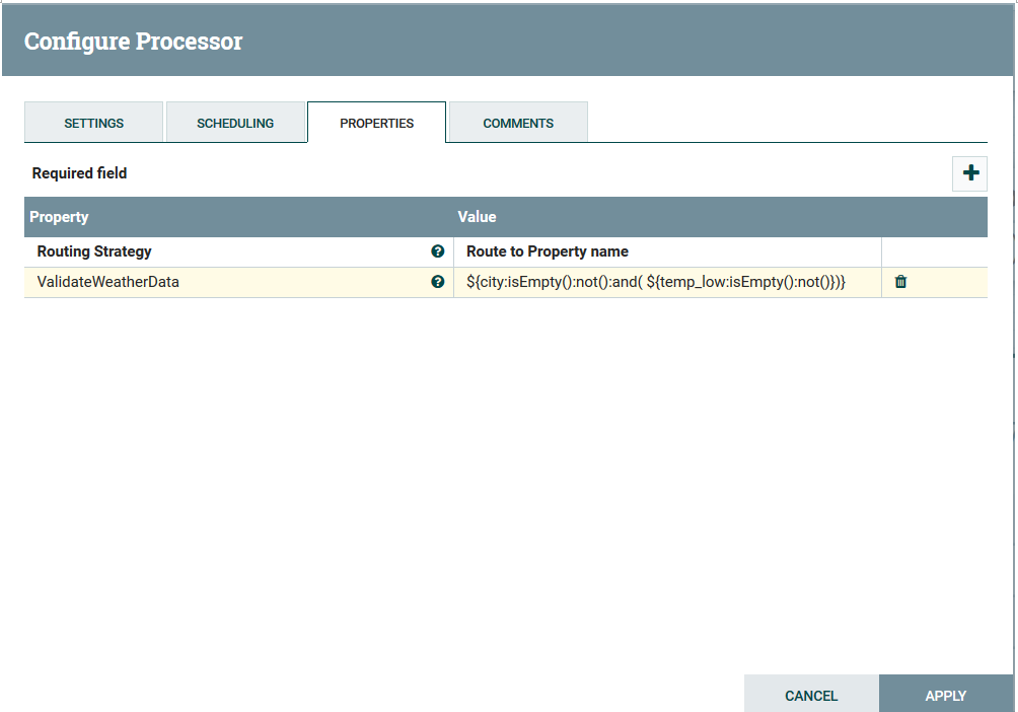 Configure Processor
SETTINGS SCHEDULING PROPERTIES COMMENTS
Required field
Property Value
Routing Strategy Route to Property name
ValidateWeatherData ${city:isEmpty():not():and( ${temp_low:isEmpty():not()})}
CANCEL APPLY